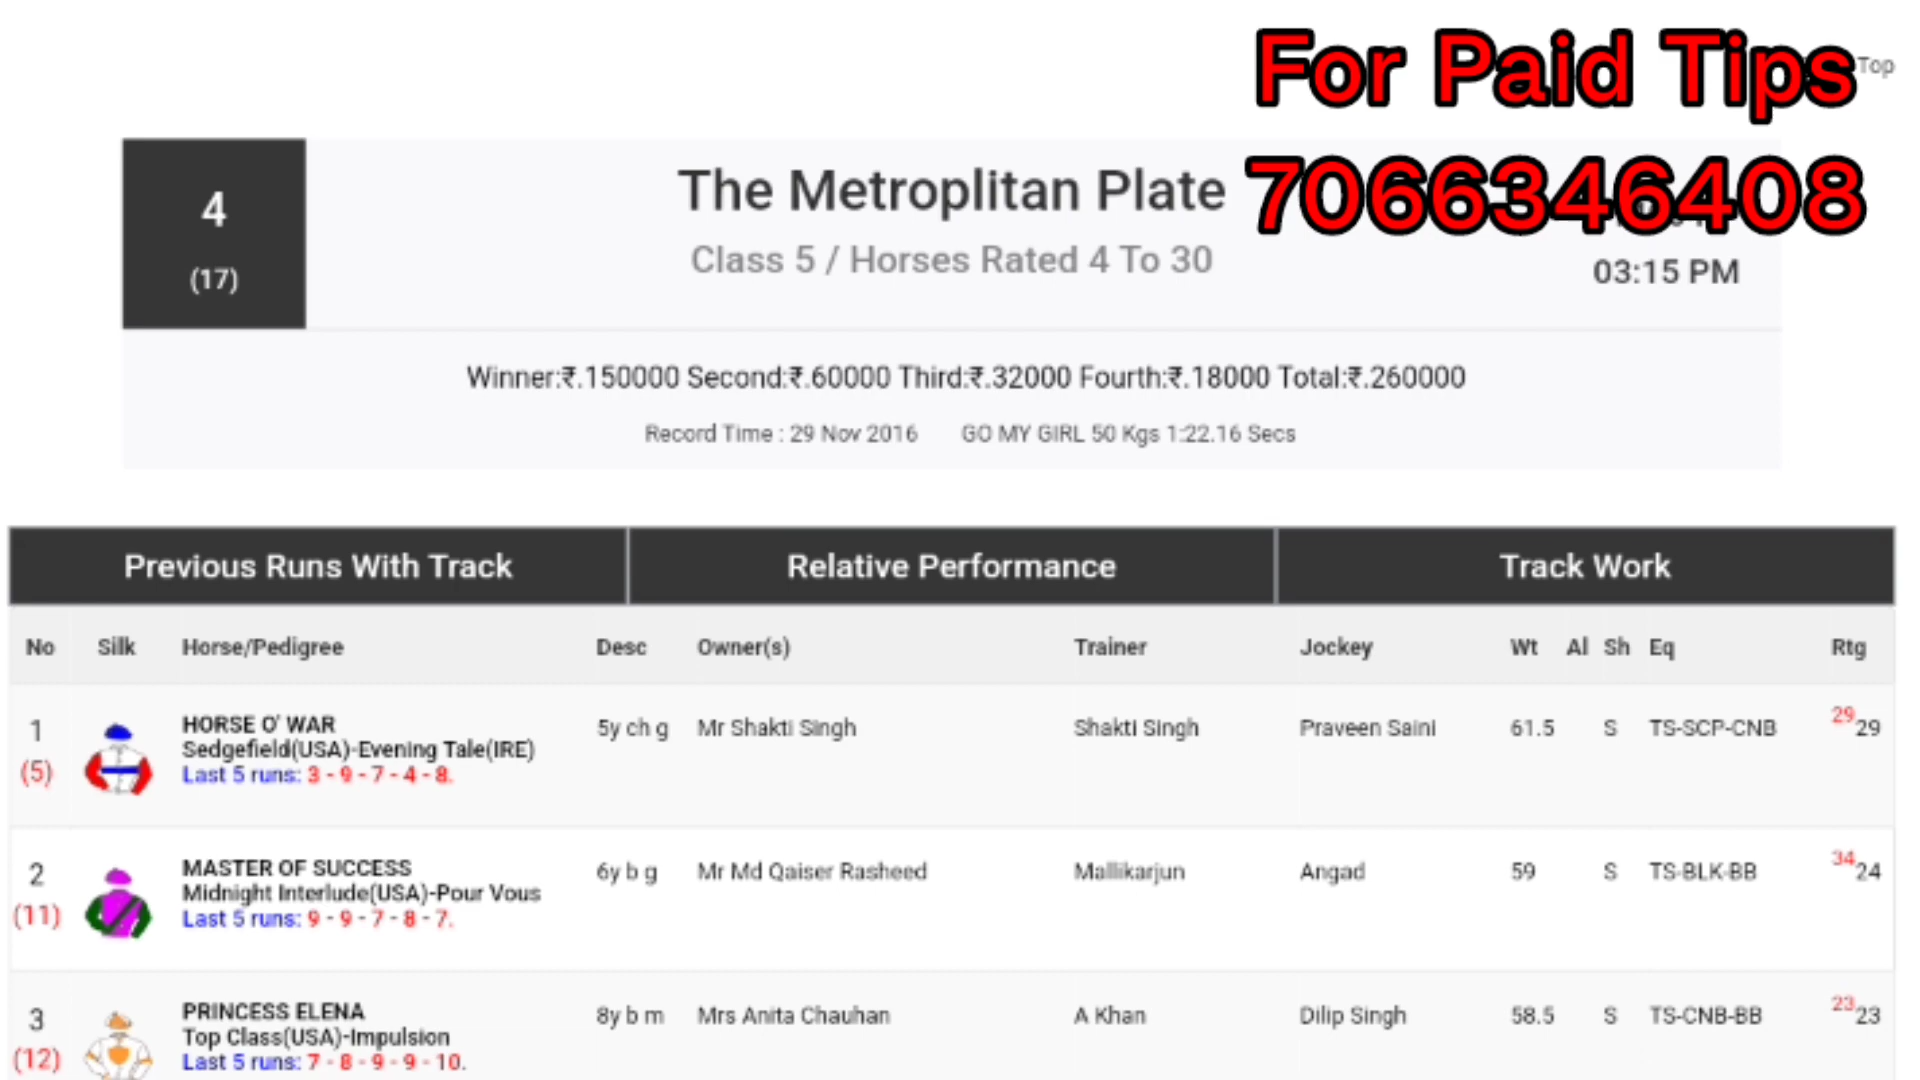 For Paid Tips
Top
7066346408
4
(17)
The Metroplitan Plate
Class 5 / Horses Rated 4 To 30
03:15 PM
Winner:₹.150000 Second:₹.60000 Third:₹.32000 Fourth:₹.18000 Total:₹.260000
Record Time : 29 Nov 2016 GO MY GIRL 50 Kgs 1:22.16 Secs
Previous Runs With Track Relative Performance Track Work
No Silk Horse/Pedigree Desc Owner(s) Trainer Jockey Wt Al Sh Eq Rtg
1 HORSE O' WAR 5y ch g Mr Shakti Singh Shakti Singh Praveen Saini 61.5 S TS-SCP-CNB 29 29
Sedgefield(USA)-Evening Tale(IRE)
(5) Last 5 runs: 3 - 9 - 7 - 4 - 8.
2 MASTER OF SUCCESS 6y b g Mr Md Qaiser Rasheed Mallikarjun Angad 59 S TS-BLK-BB 34 24
Midnight Interlude(USA)-Pour Vous
(11) Last 5 runs: 9 - 9 - 7 - 8 - 7.
3 PRINCESS ELENA 8y b m Mrs Anita Chauhan A Khan Dilip Singh 58.5 S TS-CNB-BB 23 23
Top Class(USA)-Impulsion
(12) Last 5 runs: 7 - 8 - 9 - 9 - 10.